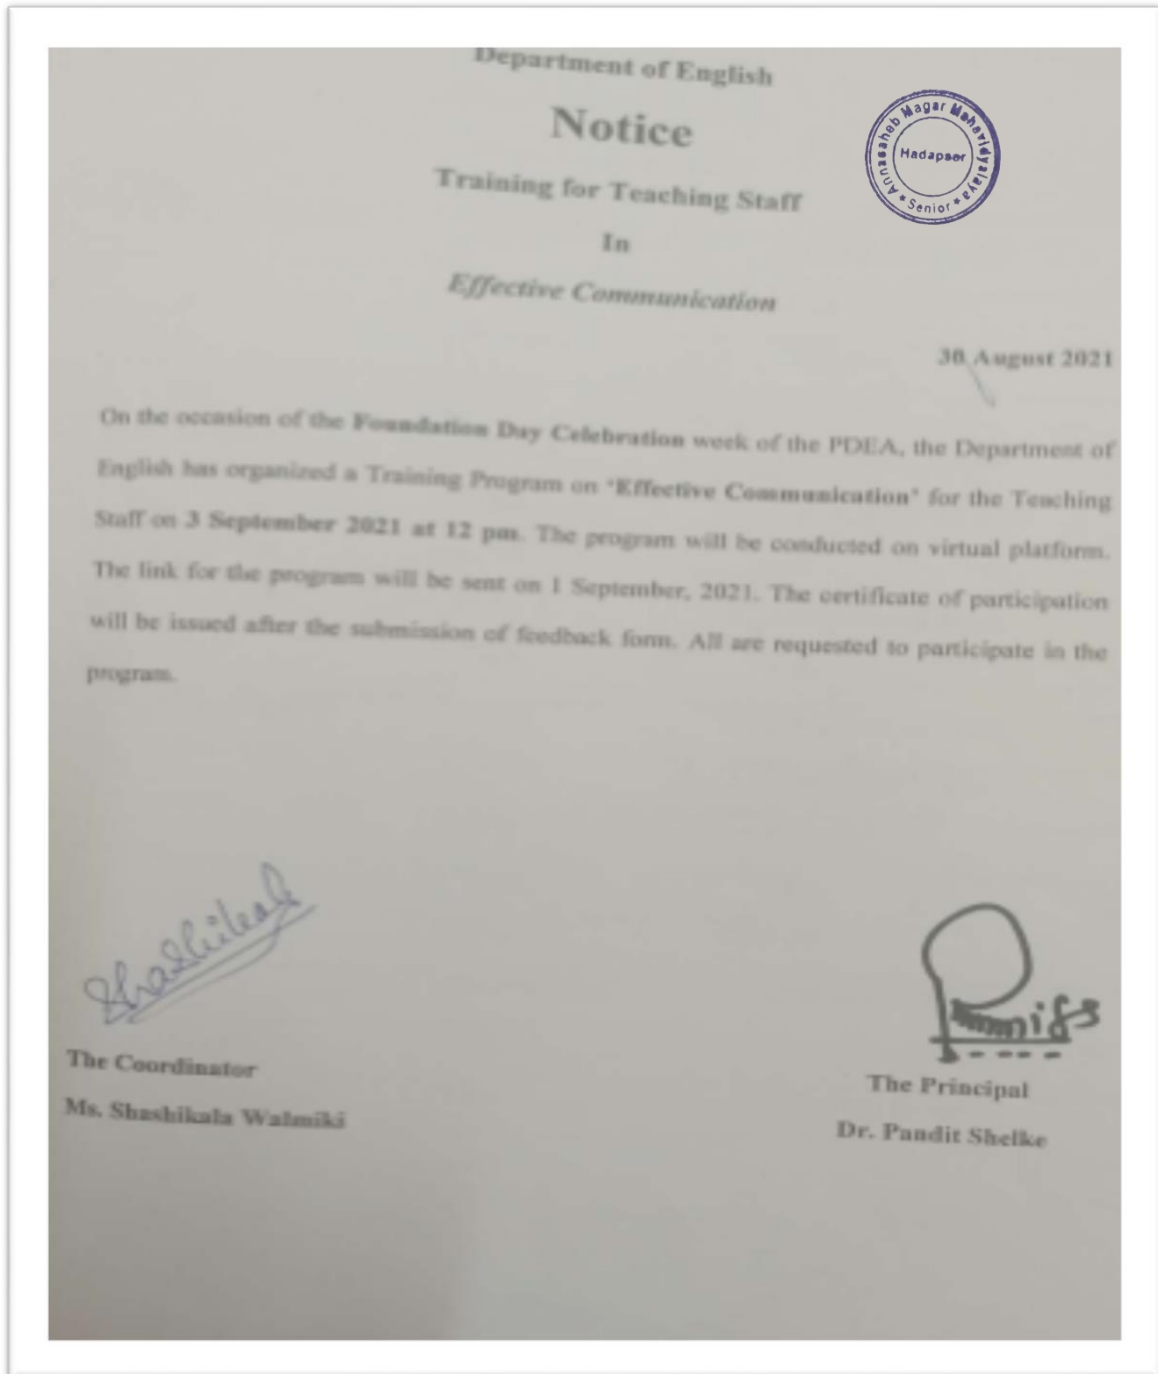 Department of English
Notice
Annasaheb Magar Mahavidyalaya
Hadapser
★ Senior ★
Training for Teaching Staff
In
Effective Communication
30 August 2021
On the occasion of the Foundation Day Celebration week of the PDEA, the Department of
English has organized a Training Program on ‘Effective Communication’ for the Teaching
Staff on 3 September 2021 at 12 pm. The program will be conducted on virtual platform.
The link for the program will be sent on 1 September, 2021. The certificate of participation
will be issued after the submission of feedback form. All are requested to participate in the
program.
Shashikala
The Coordinator
Ms. Shashikala Walmiki
The Principal
Dr. Pandit Shelke